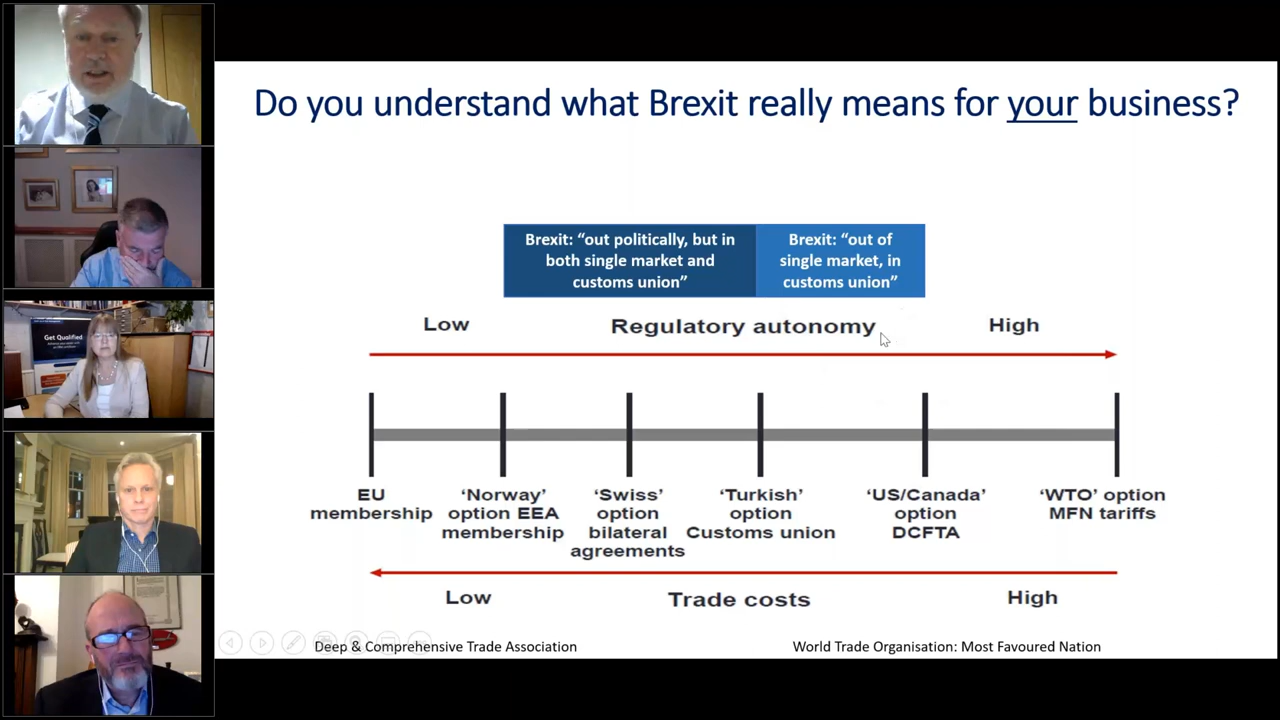 Do you understand what Brexit really means for your business?
Brexit: “out politically, but in
both single market and
customs union”
Brexit: “out of
single market, in
customs union”
Low
Regulatory autonomy
High
EU
membership
‘Norway’
option EEA
membership
‘Swiss’
option
bilateral
agreements
‘Turkish’
option
Customs union
‘US/Canada’
option
DCFTA
‘WTO’ option
MFN tariffs
Low
Trade costs
High
Deep & Comprehensive Trade Association
World Trade Organisation: Most Favoured Nation
Get Qualified